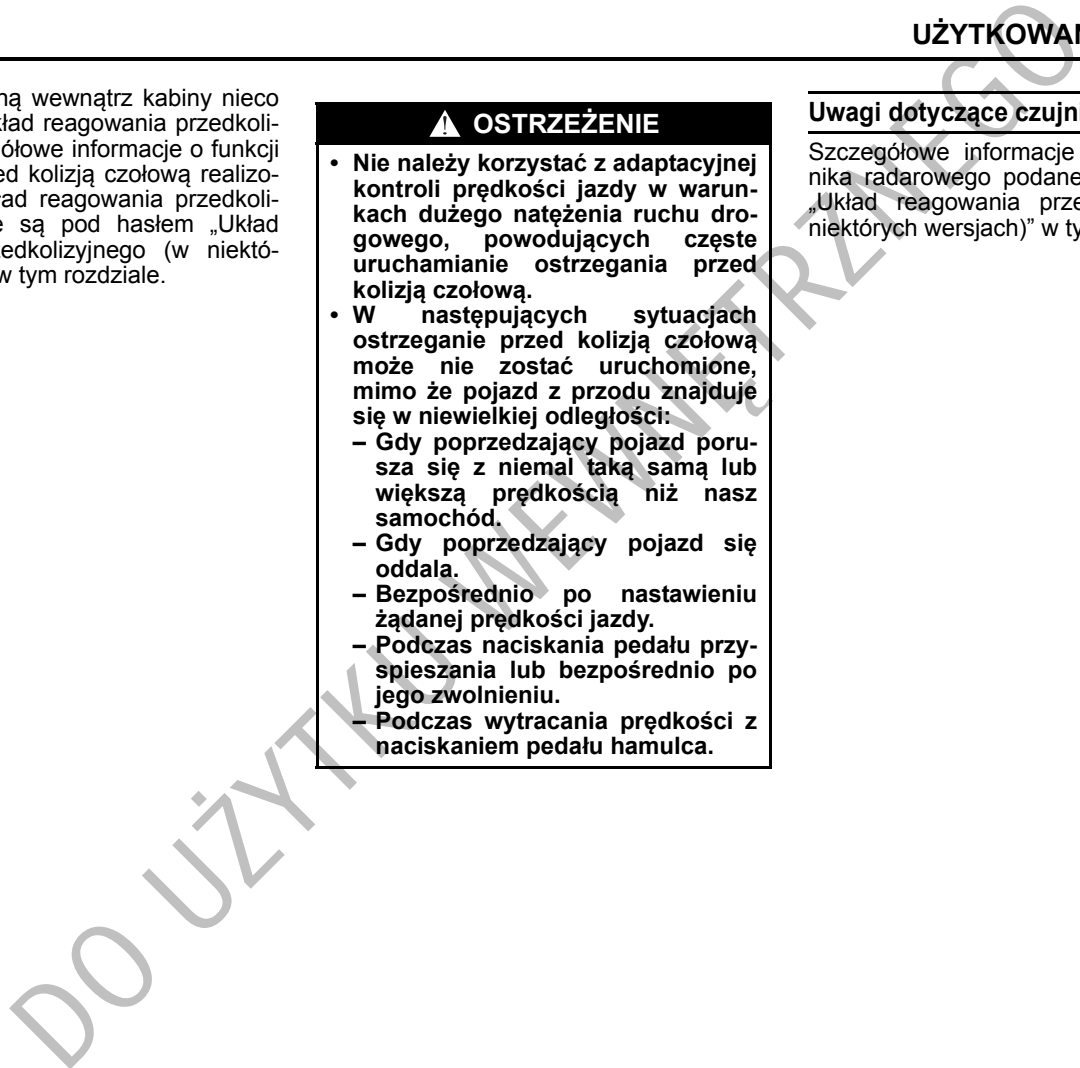 UŻYTKOWAN
ną wewnątrz kabiny nieco
kład reagowania przedkoli-
ółowe informacje o funkcji
ed kolizją czołową realizo-
ład reagowania przedkoli-
e są pod hasłem „Układ
edkolizyjnego (w niektó-
w tym rozdziale.
OSTRZEŻENIE
• Nie należy korzystać z adaptacyjnej
kontroli prędkości jazdy w warun-
kach dużego natężenia ruchu dro-
gowego, powodujących częste
uruchamianie ostrzegania przed
kolizją czołową.
• W następujących sytuacjach
ostrzeganie przed kolizją czołową
może nie zostać uruchomione,
mimo że pojazd z przodu znajduje
się w niewielkiej odległości:
– Gdy poprzedzający pojazd poru-
sza się z niemal taką samą lub
większą prędkością niż nasz
samochód.
– Gdy poprzedzający pojazd się
oddala.
– Bezpośrednio po nastawieniu
żądanej prędkości jazdy.
– Podczas naciskania pedału przy-
spieszania lub bezpośrednio po
jego zwolnieniu.
– Podczas wytracania prędkości z
naciskaniem pedału hamulca.
Uwagi dotyczące czujni
Szczegółowe informacje
nika radarowego podane
„Układ reagowania prze
niektórych wersjach)” w ty
DO UŻYTKU WEWNĘTRZNEGO